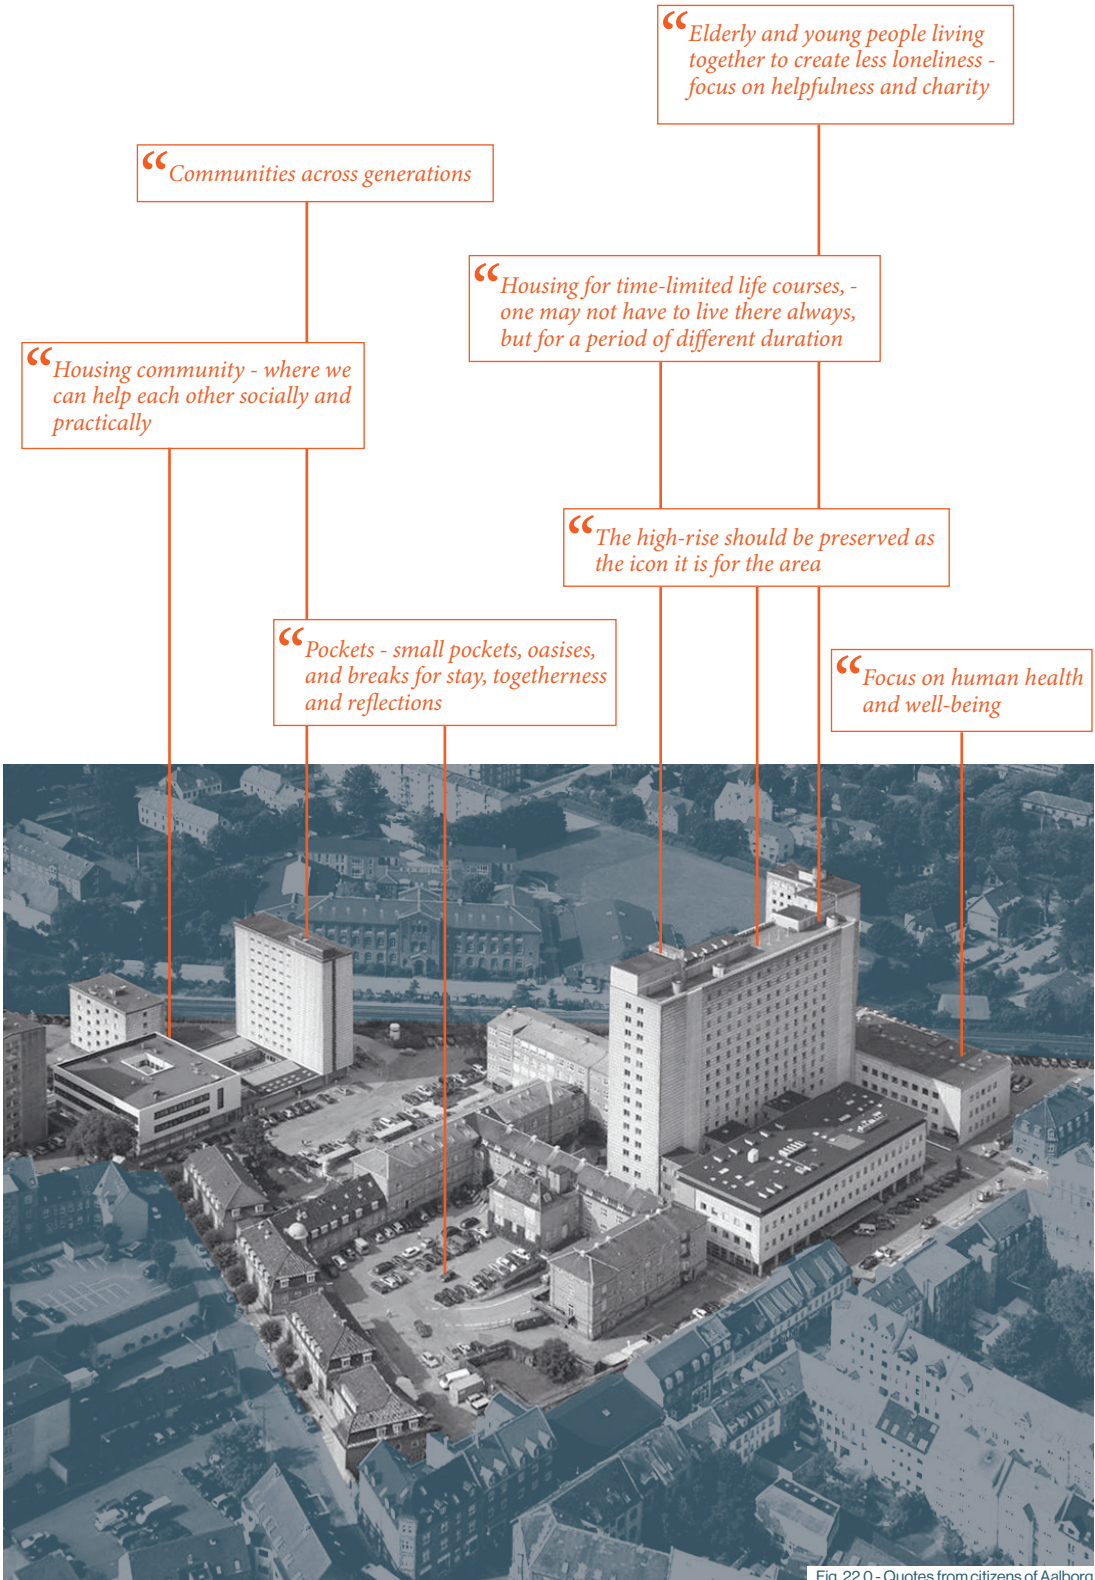 “Elderly and young people living
together to create less loneliness -
focus on helpfulness and charity
“Communities across generations
“Housing for time-limited life courses, -
one may not have to live there always,
but for a period of different duration
“Housing community - where we
can help each other socially and
practically
“The high-rise should be preserved as
the icon it is for the area
“Pockets - small pockets, oasises,
and breaks for stay, togetherness
and reflections
“Focus on human health
and well-being
Fig. 22.0 - Quotes from citizens of Aalborg